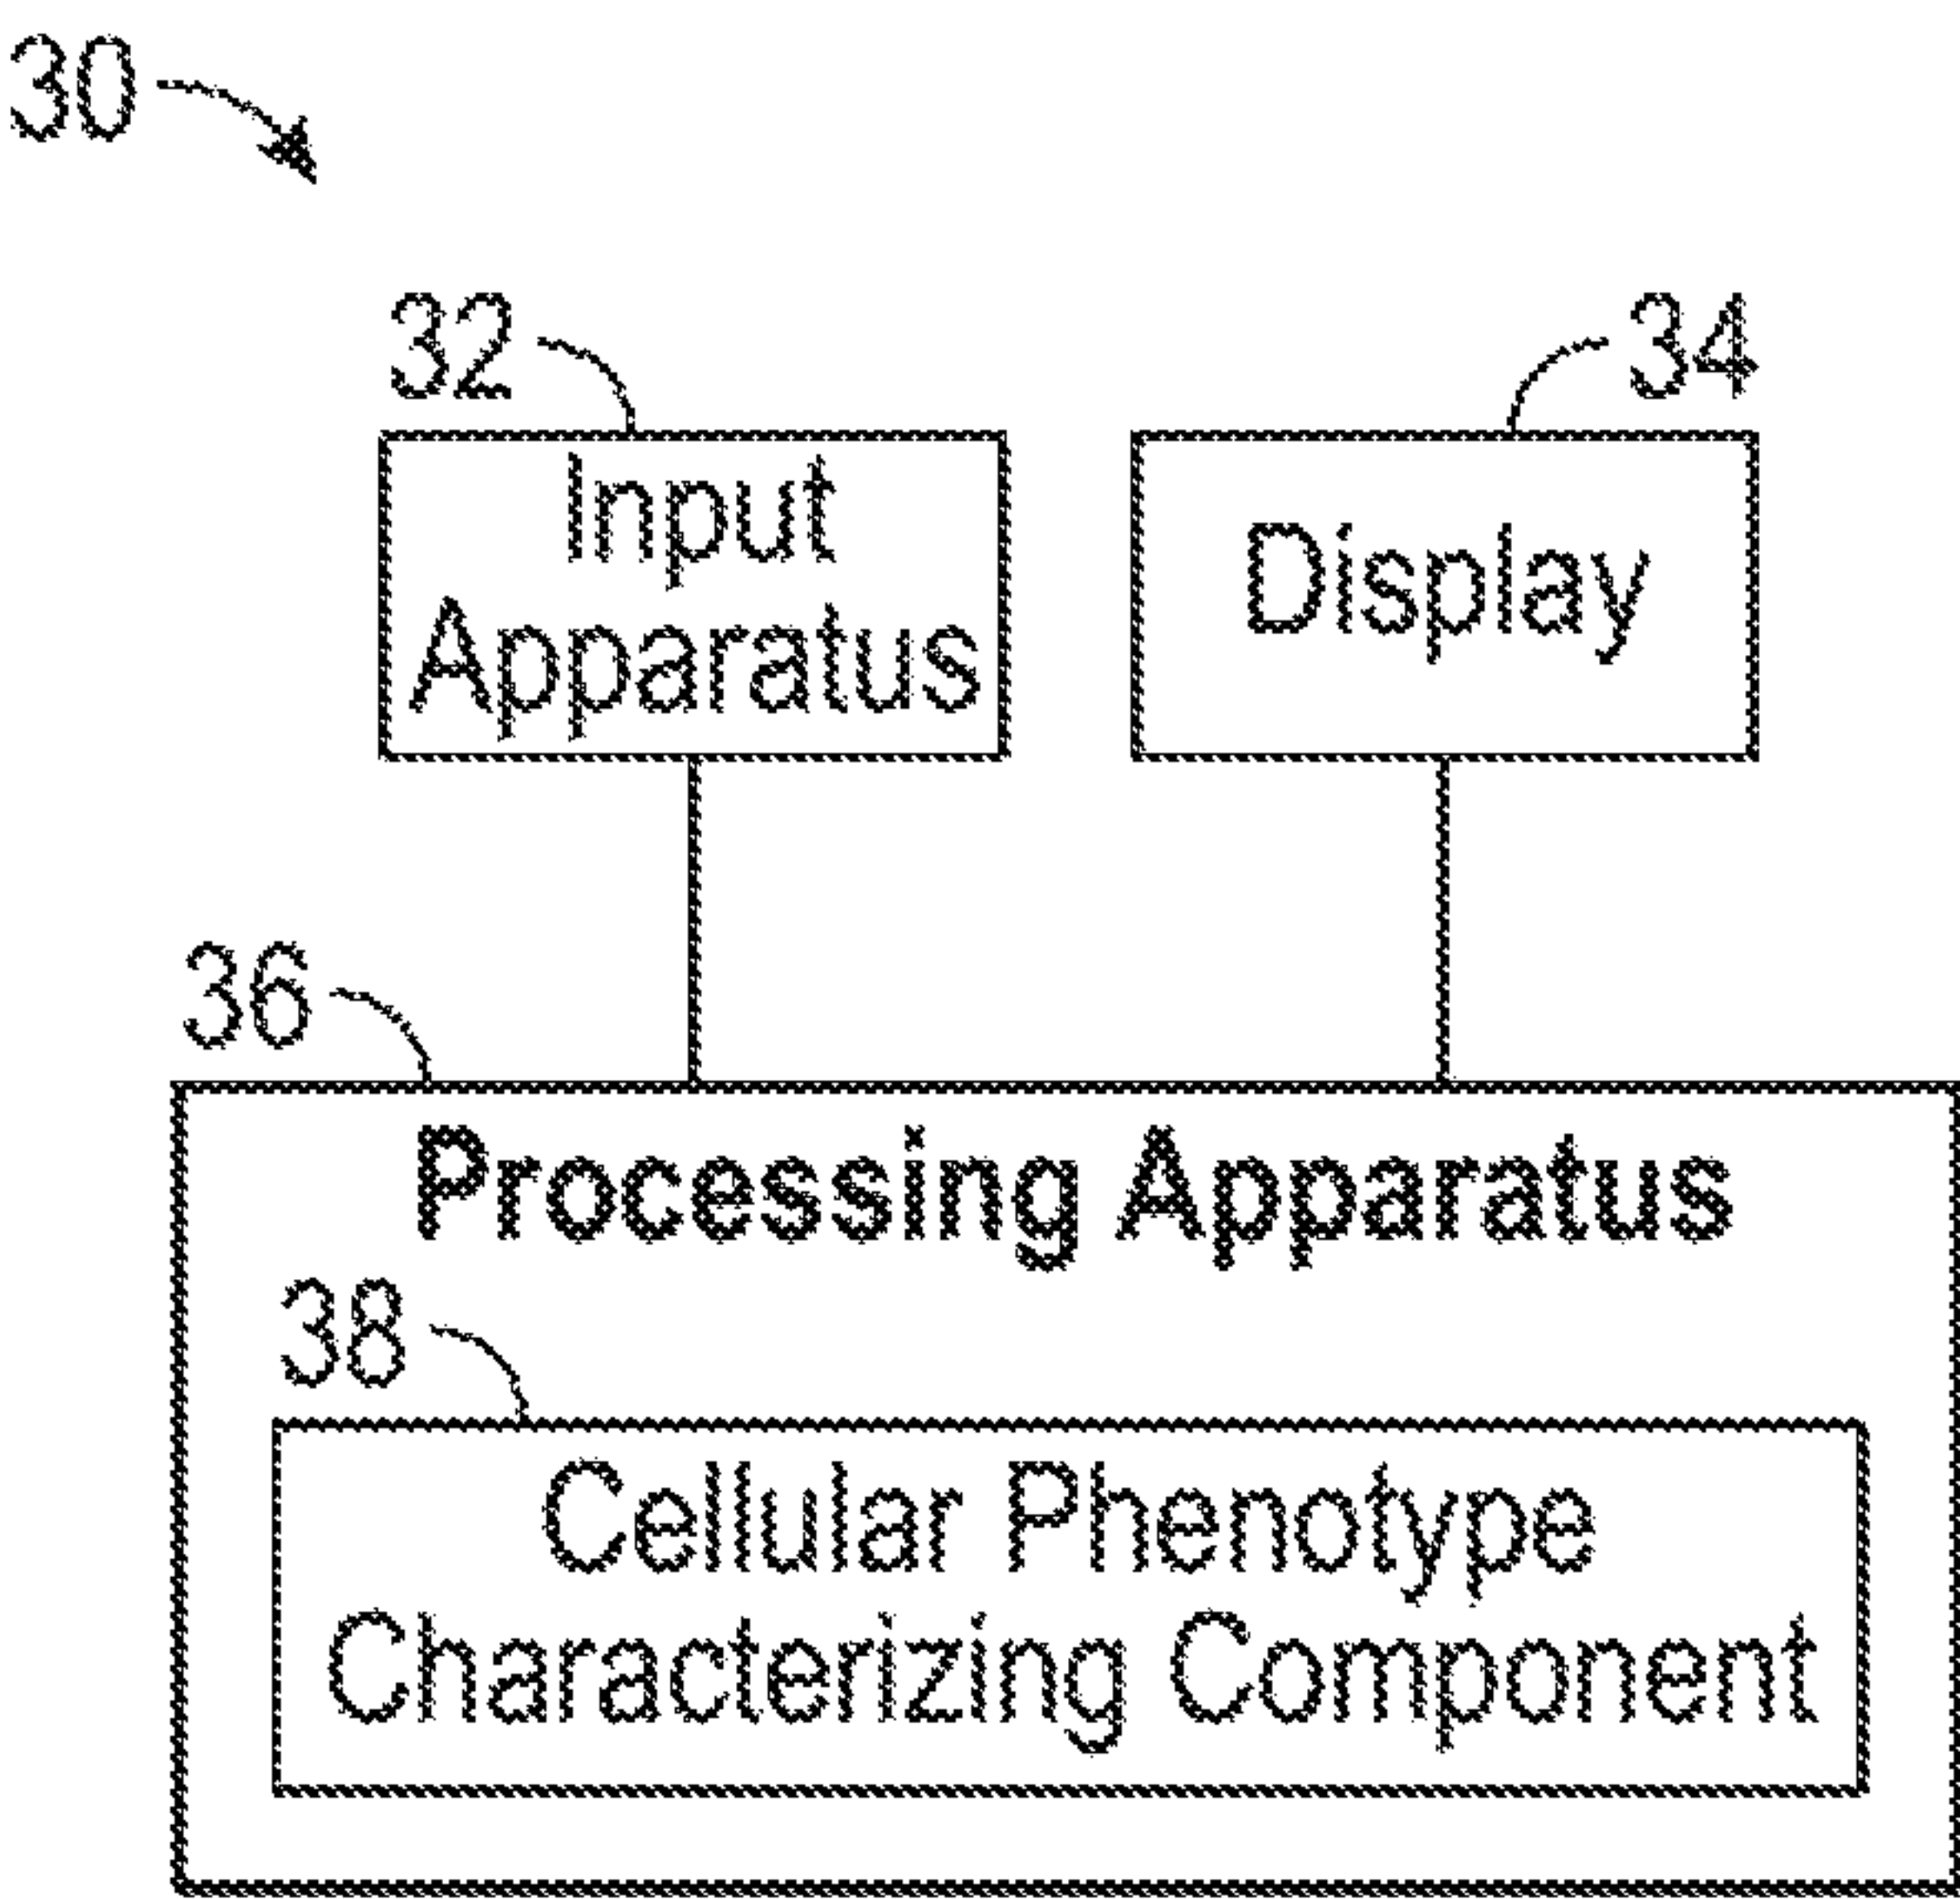 30
32
34
Input
Apparatus
Display
36
Processing Apparatus
38
Cellular Phenotype
Characterizing Component